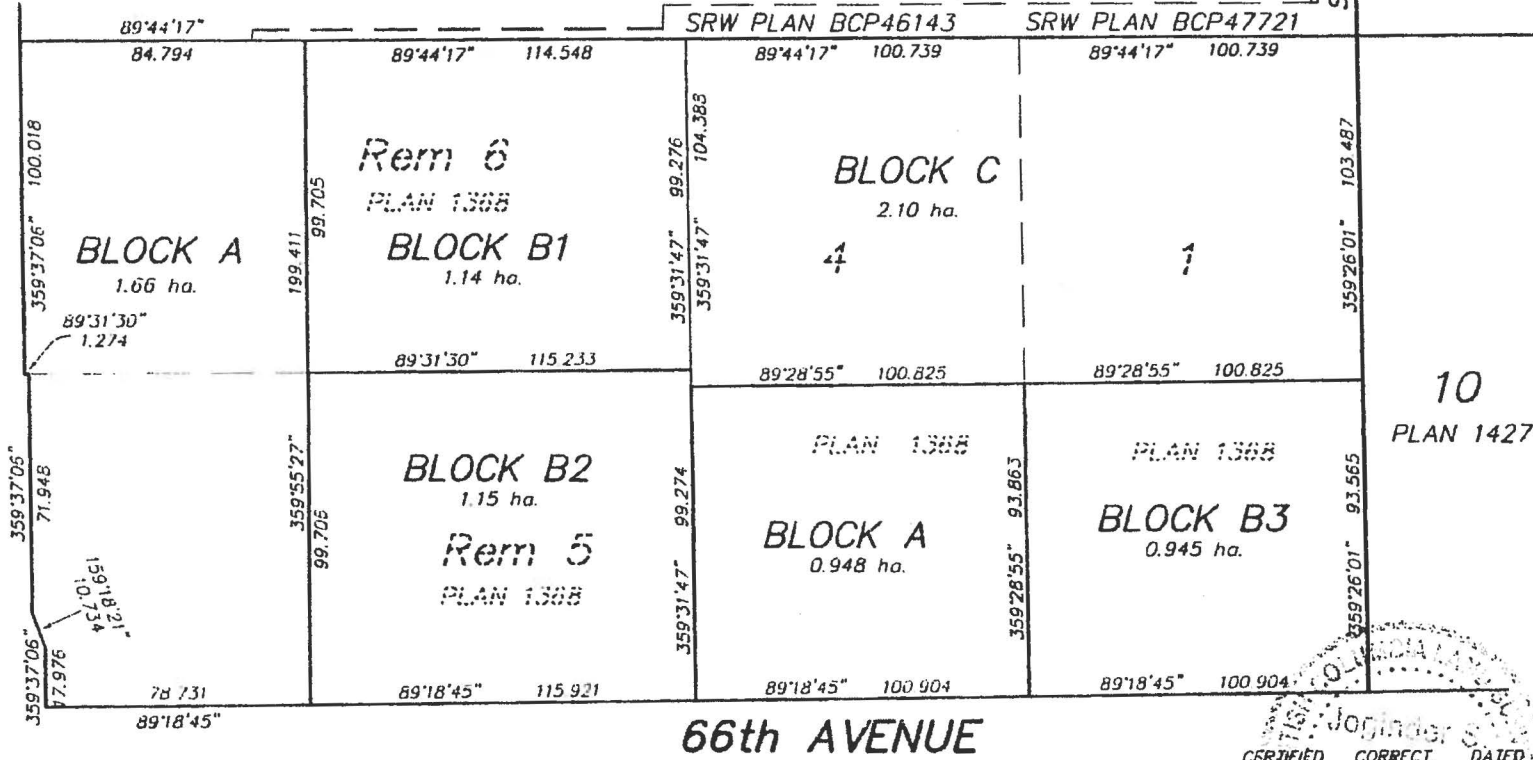 SRW PLAN BCP46143 SRW PLAN BCP47721
89°44'17" 84.794
89°44'17" 114.548
89°44'17" 100.739
89°44'17" 100.739
359°37'06" 100.018
Rem 6
PLAN 1368
BLOCK A
1.66 ha.
BLOCK B1
1.14 ha.
199.411
99.705
359°31'47" 99.276
359°31'47" 104.383
BLOCK C
2.10 ha.
4
1
359°26'01" 103.487
89°31'30"
1.274
89°31'30" 115.233
89°28'55" 100.825
89°28'55" 100.825
10
PLAN 1427
359°37'06"
71.948
359°55'27"
99.706
BLOCK B2
1.15 ha.
Rem 5
PLAN 1368
359°31'47" 99.274
PLAN 1368
BLOCK A
0.948 ha.
359°28'55" 93.863
PLAN 1368
BLOCK B3
0.945 ha.
359°26'01" 93.565
159°18'21"
10.734
359°37'06"
17.976
78.731
89°18'45"
89°18'45" 115.921
89°18'45" 100.904
89°18'45" 100.904
66th AVENUE
Joginder S.
CERTIFIED CORRECT DATED